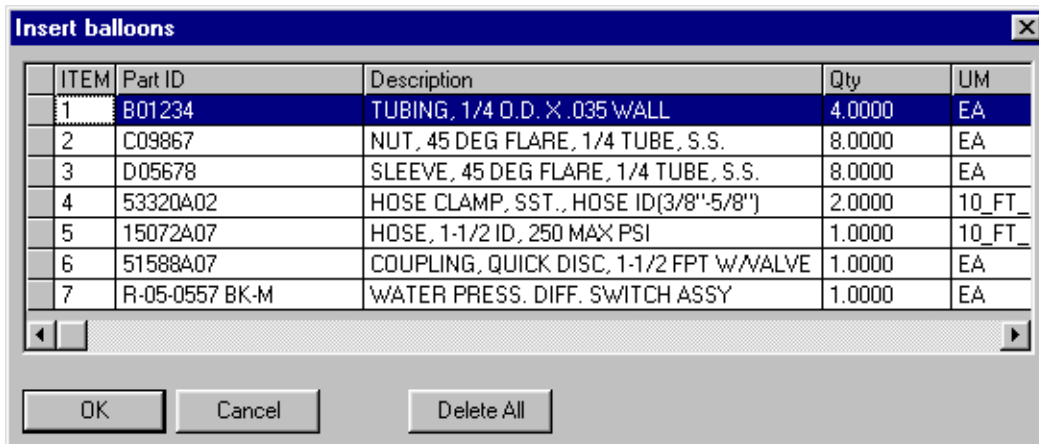 Insert balloons
ITEM Part ID Description Qty UM
1 B01234 TUBING, 1/4 O.D. X .035 WALL 4.0000 EA
2 C09867 NUT, 45 DEG FLARE, 1/4 TUBE, S.S. 8.0000 EA
3 D05678 SLEEVE, 45 DEG FLARE, 1/4 TUBE, S.S. 8.0000 EA
4 53320A02 HOSE CLAMP, SST., HOSE ID(3/8"-5/8") 2.0000 10_FT_
5 15072A07 HOSE, 1-1/2 ID, 250 MAX PSI 1.0000 10_FT_
6 51588A07 COUPLING, QUICK DISC, 1-1/2 FPT W/VALVE 1.0000 EA
7 R-05-0557 BK-M WATER PRESS. DIFF. SWITCH ASSY 1.0000 EA
OK Cancel Delete All